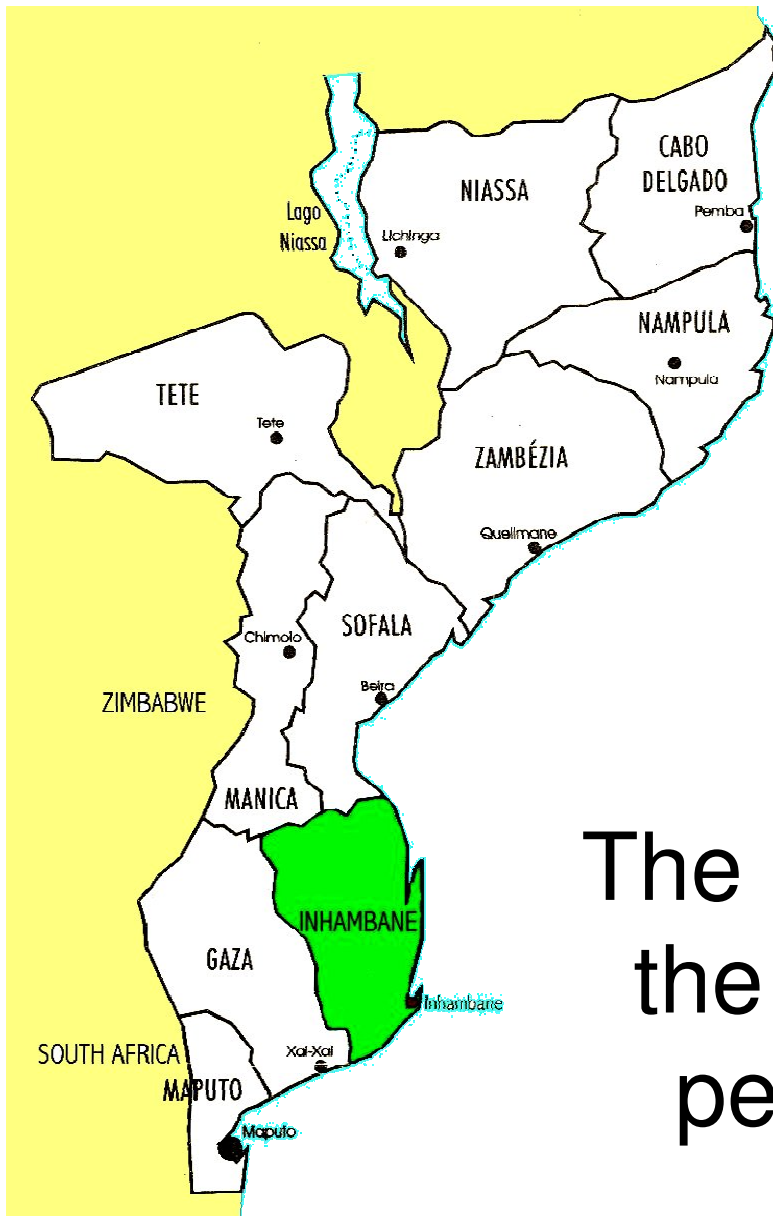 CABO
DELGADO
NIASSA
Pemba
Lago
Niassa
Lichinga
NAMPULA
Nampula
TETE
Tete
ZAMBÉZIA
Quelimane
SOFALA
Chimoio
Beira
ZIMBABWE
MANICA
The
INHAMBANE
GAZA
the
Inhambane
SOUTH AFRICA
Xai-Xai
MAPUTO
pe
Maputo